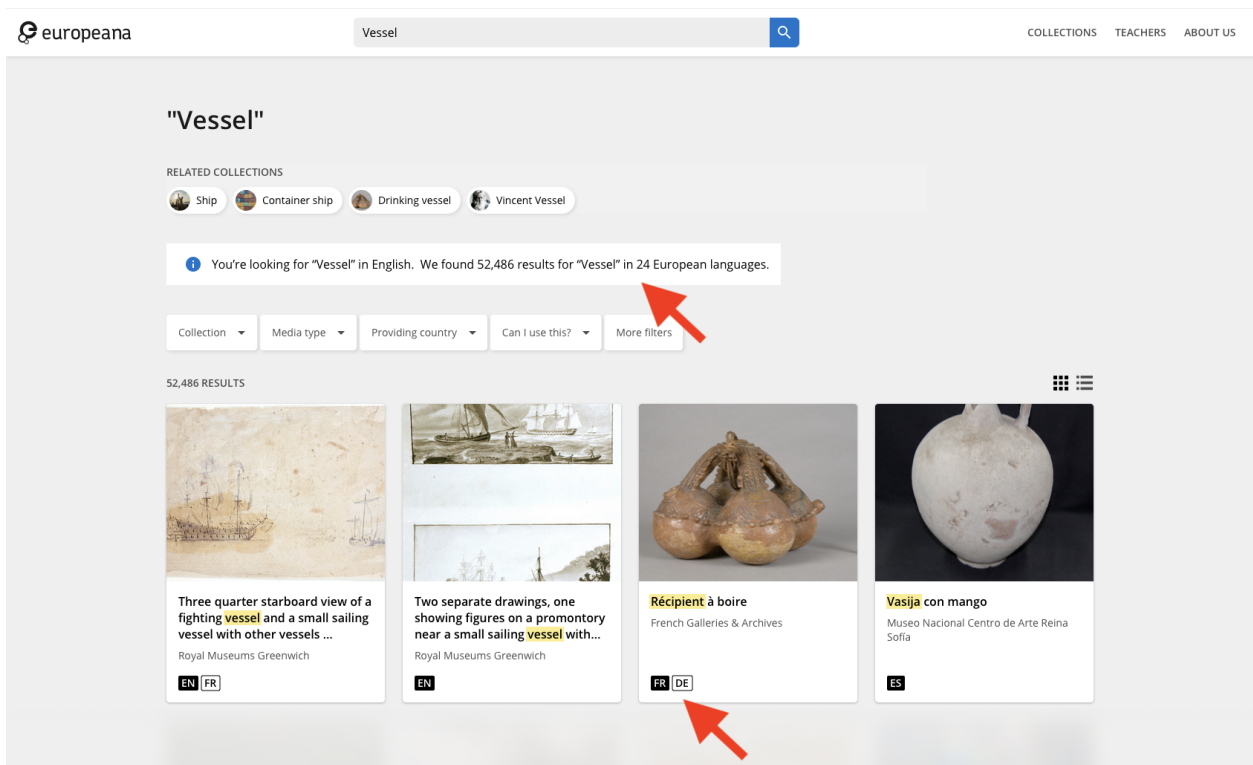 europeana
Vessel
COLLECTIONS TEACHERS ABOUT US
"Vessel"
RELATED COLLECTIONS
Ship Container ship Drinking vessel Vincent Vessel
You're looking for "Vessel" in English. We found 52,486 results for "Vessel" in 24 European languages.
Collection Media type Providing country Can I use this? More filters
52,486 RESULTS
Three quarter starboard view of a
fighting vessel and a small sailing
vessel with other vessels ...
Royal Museums Greenwich
EN FR
Two separate drawings, one
showing figures on a promontory
near a small sailing vessel with...
Royal Museums Greenwich
EN
Récipient à boire
French Galleries & Archives
FR DE
Vasija con mango
Museo Nacional Centro de Arte Reina
Sofía
ES